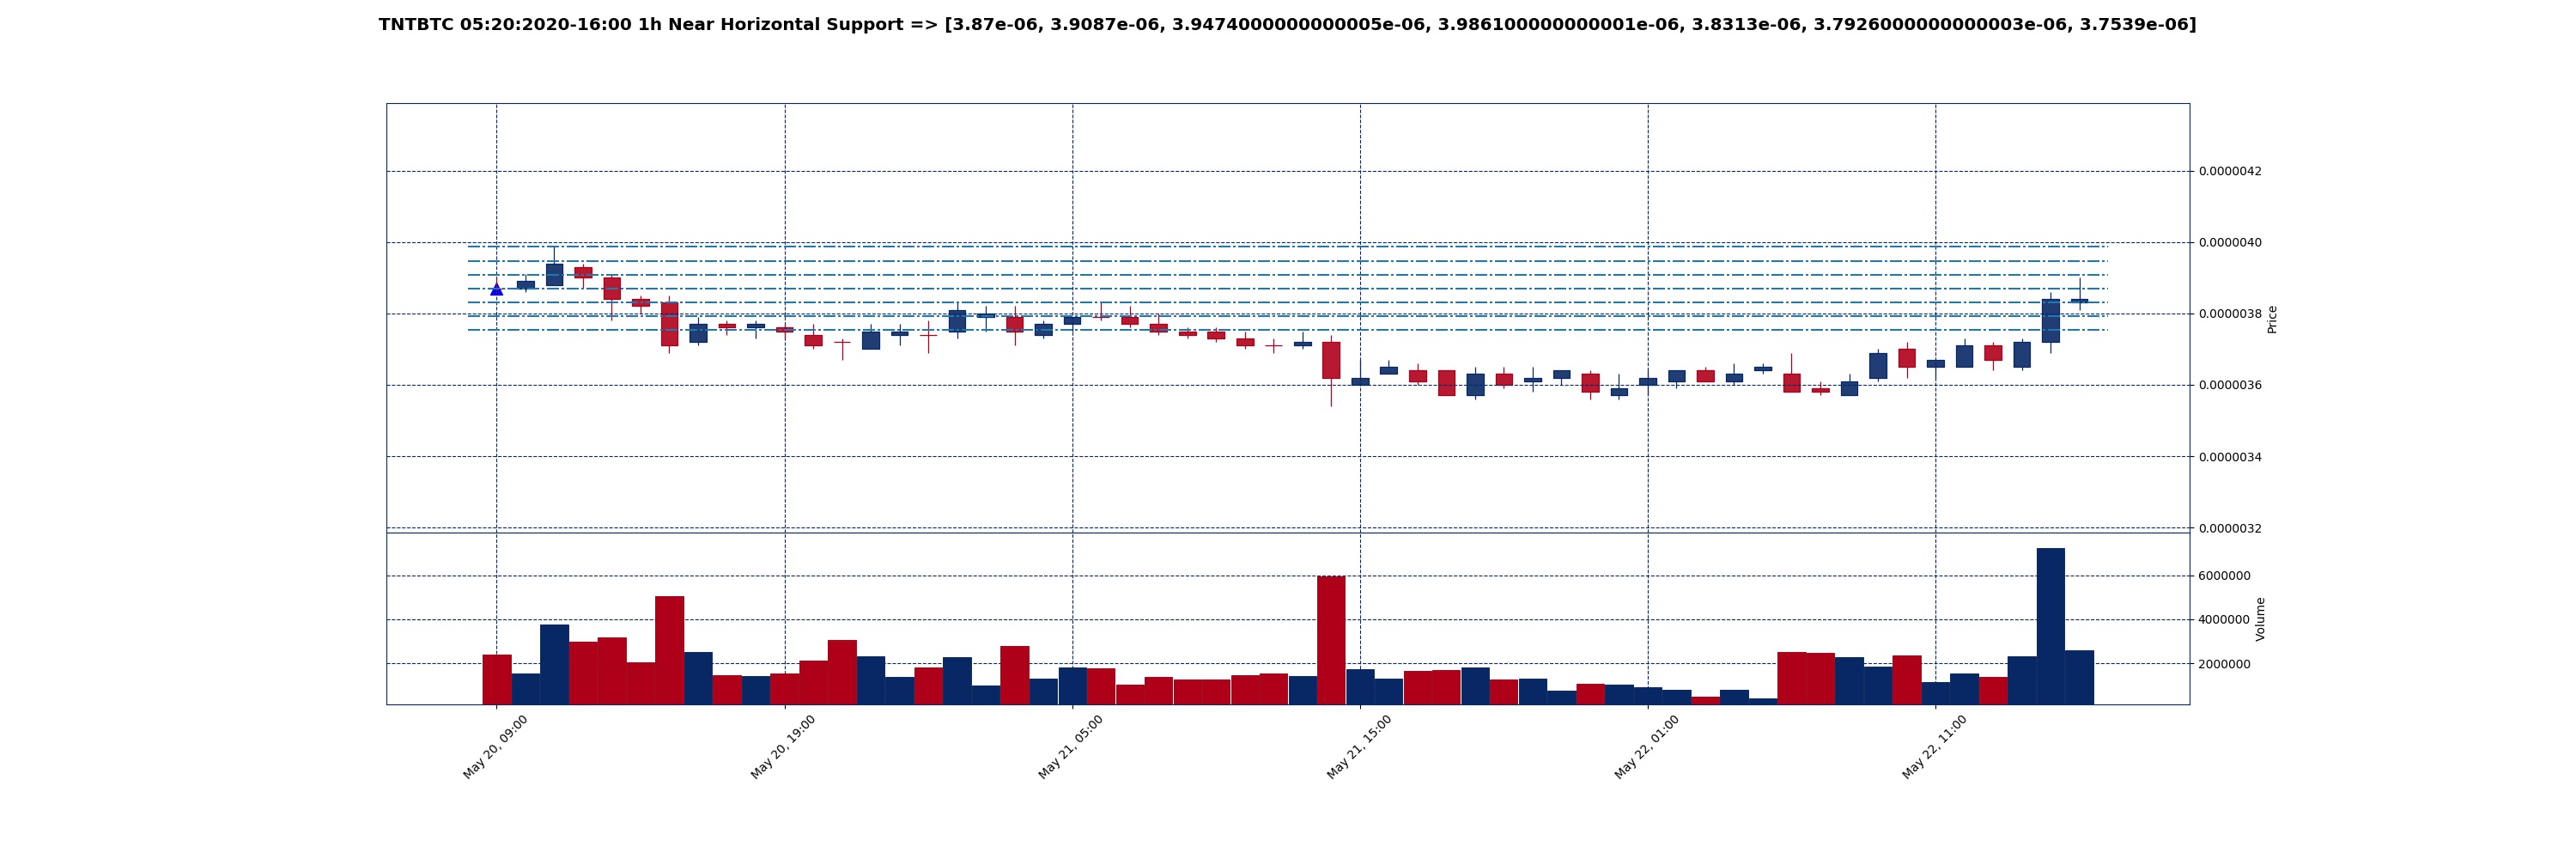 TNTBTC 05:20:2020-16:00 1h Near Horizontal Support => [3.87e-06, 3.9087e-06, 3.9474000000000005e-06, 3.986100000000001e-06, 3.8313e-06, 3.7926000000000003e-06, 3.7539e-06]
0.0000042
0.0000040
0.0000038
0.0000036
0.0000034
0.0000032
Price
6000000
4000000
2000000
Volume
May 20, 09:00
May 20, 19:00
May 21, 05:00
May 21, 15:00
May 22, 01:00
May 22, 11:00